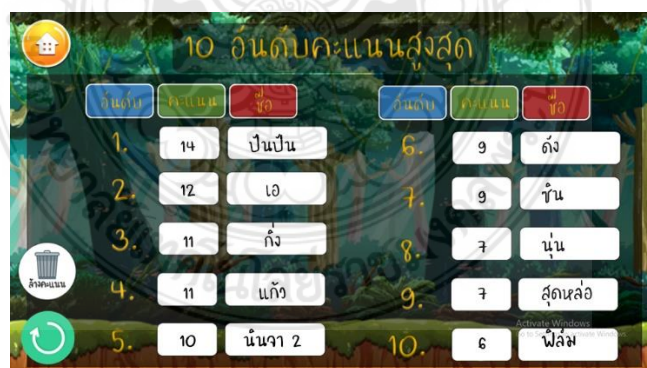 10 อันดับคะแนนสูงสุด
อันดับ คะแนน ชื่อ
1. 14 ปันปัน
2. 12 เอ
3. 11 กิ่ง
4. 11 แก้ว
5. 10 นินจา 2
อันดับ คะแนน ชื่อ
6. 9 ดัง
7. 9 ซัน
8. 7 นุ่น
9. 7 สุดหล่อ
10. 6 ฟิล์ม
ล้างคะแนน
Activate Windows